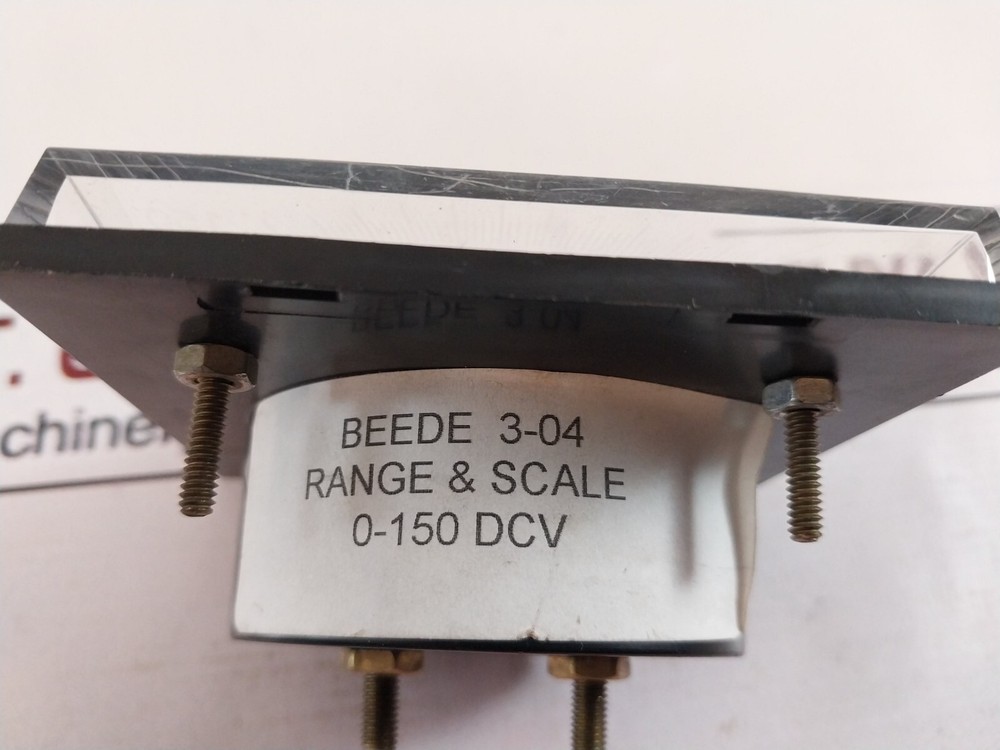 BEEDE 3-04
RANGE & SCALE
0-150 DCV